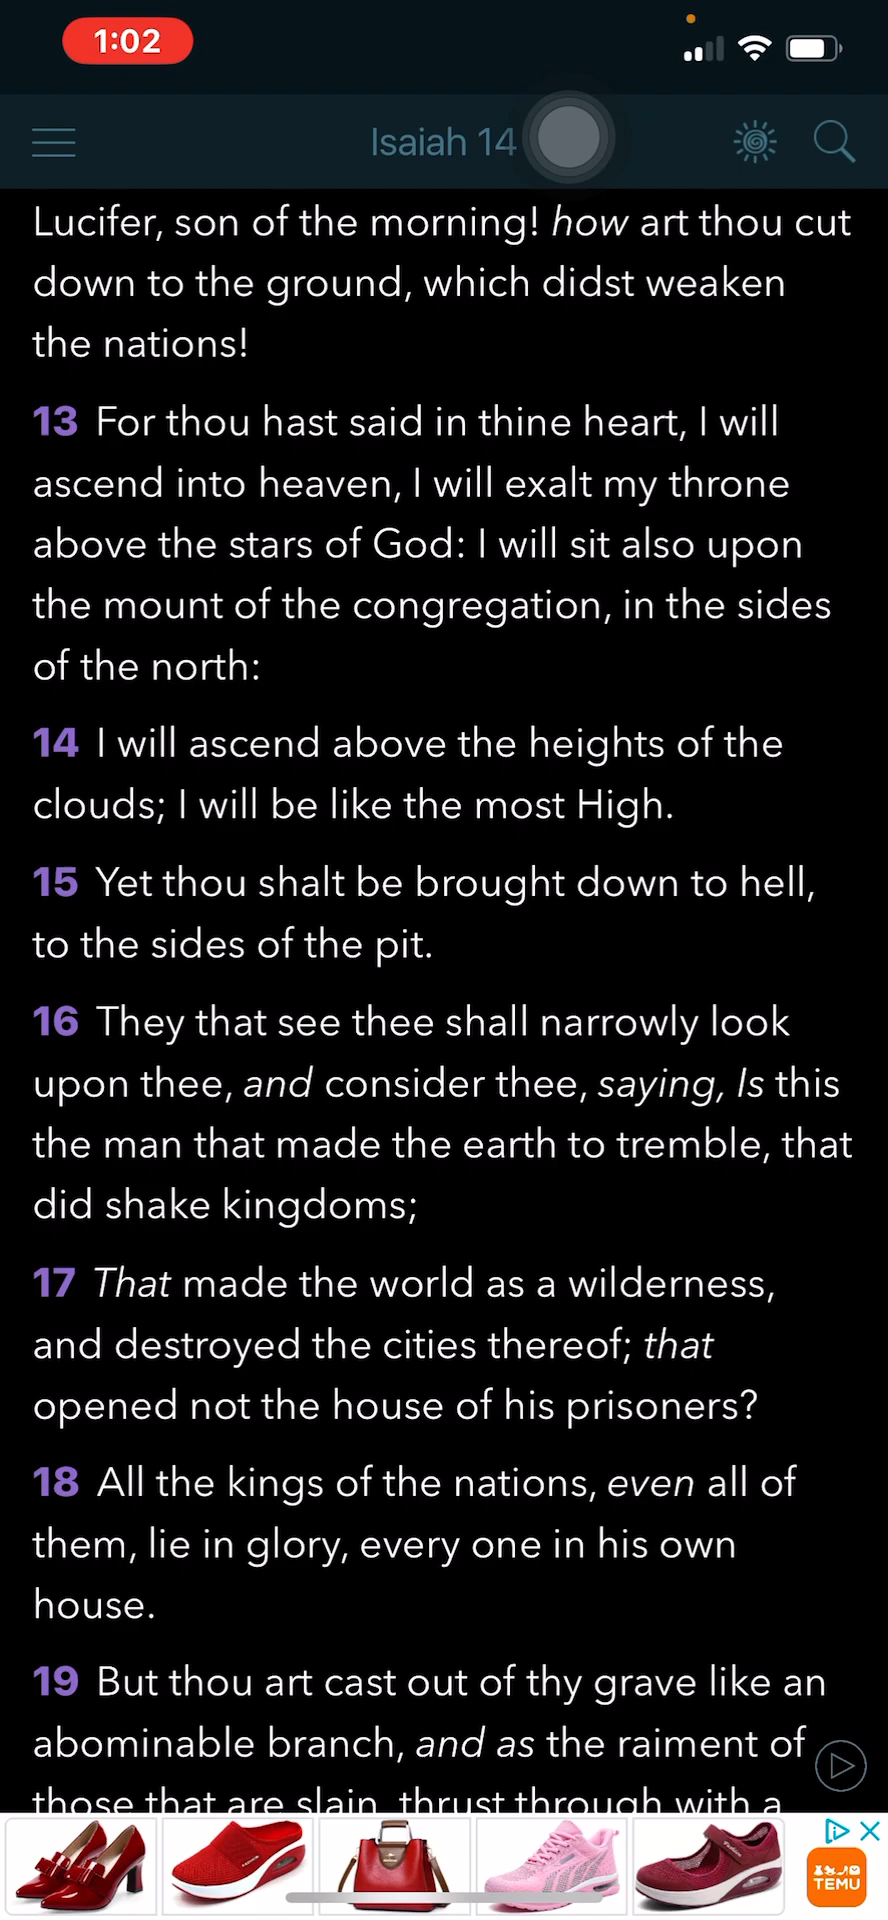 1:02
Isaiah 14
Lucifer, son of the morning! how art thou cut
down to the ground, which didst weaken
the nations!
13 For thou hast said in thine heart, I will
ascend into heaven, I will exalt my throne
above the stars of God: I will sit also upon
the mount of the congregation, in the sides
of the north:
14 I will ascend above the heights of the
clouds; I will be like the most High.
15 Yet thou shalt be brought down to hell,
to the sides of the pit.
16 They that see thee shall narrowly look
upon thee, and consider thee, saying, Is this
the man that made the earth to tremble, that
did shake kingdoms;
17 That made the world as a wilderness,
and destroyed the cities thereof; that
opened not the house of his prisoners?
18 All the kings of the nations, even all of
them, lie in glory, every one in his own
house.
19 But thou art cast out of thy grave like an
abominable branch, and as the raiment of
those that are slain, thrust through with a
TEMU